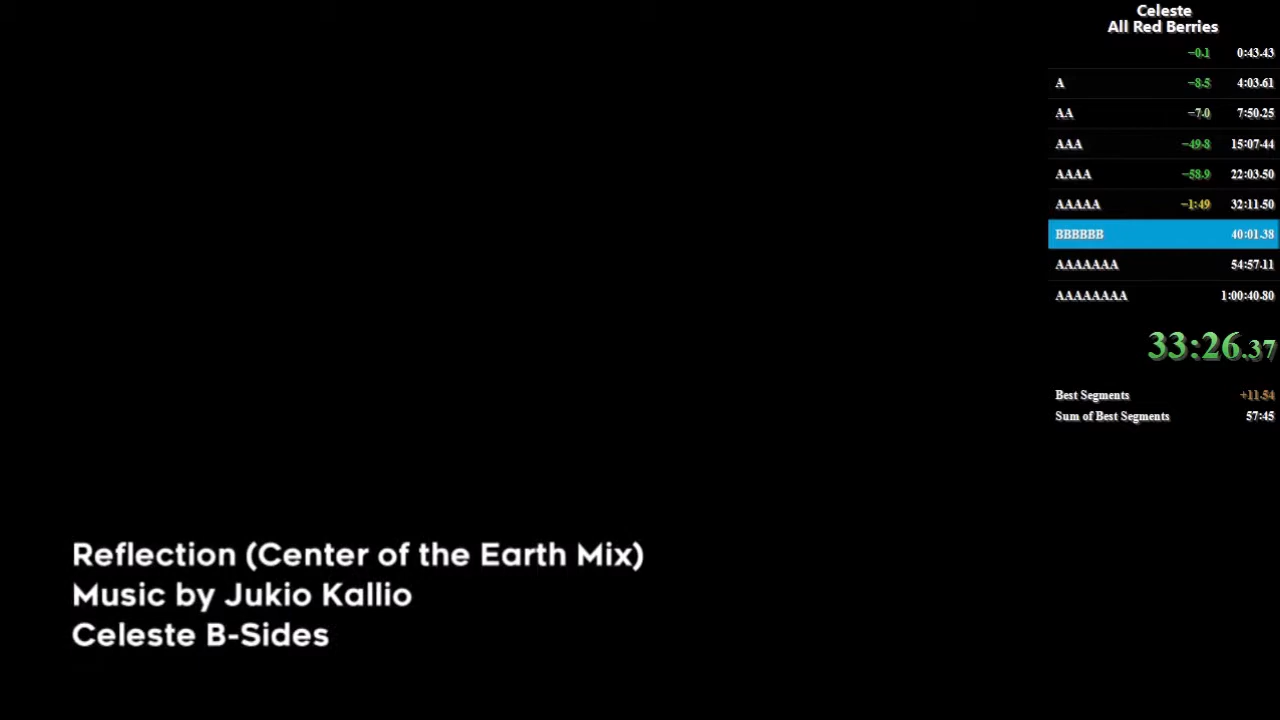 Celeste
All Red Berries
−0.1 0:43.43
A −8.5 4:03.61
AA −7.0 7:50.25
AAA −49.8 15:07.44
AAAA −58.9 22:03.50
AAAAA −1:49 32:11.50
BBBBBB 40:01.38
AAAAAAA 54:57.11
AAAAAAAA 1:00:40.80
33:26.37
Best Segments +11.54
Sum of Best Segments 57:45
Reflection (Center of the Earth Mix)
Music by Jukio Kallio
Celeste B-Sides